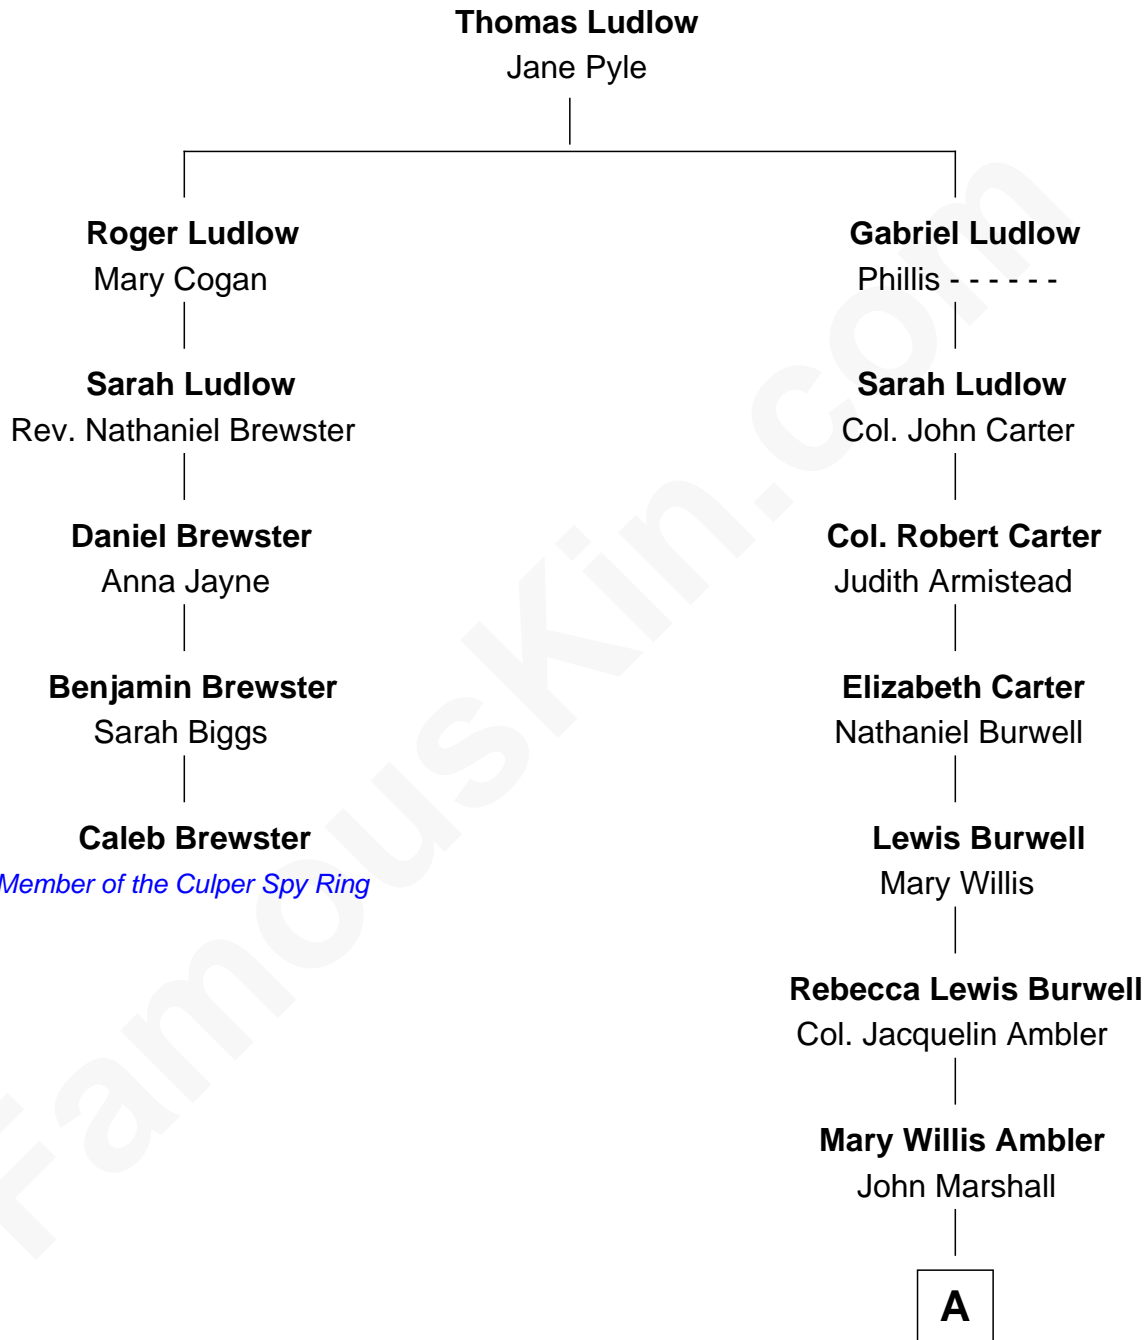 Thomas Ludlow
Jane Pyle
Roger Ludlow
Mary Cogan
Gabriel Ludlow
Phillis - - - - - -
Sarah Ludlow
Rev. Nathaniel Brewster
Sarah Ludlow
Col. John Carter
Daniel Brewster
Anna Jayne
Col. Robert Carter
Judith Armistead
Benjamin Brewster
Sarah Biggs
Elizabeth Carter
Nathaniel Burwell
Caleb Brewster
Member of the Culper Spy Ring
Lewis Burwell
Mary Willis
Rebecca Lewis Burwell
Col. Jacquelin Ambler
Mary Willis Ambler
John Marshall
A
FamousKin.com